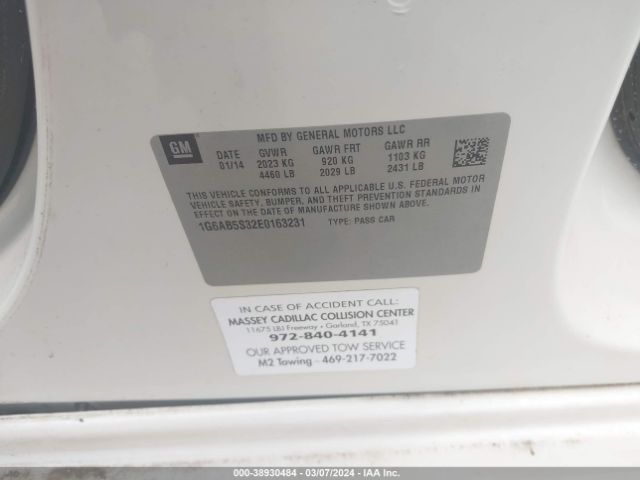 GM
MFD BY GENERAL MOTORS LLC
DATE GVWR GAWR FRT GAWR RR
01/14 2023 KG 920 KG 1103 KG
4460 LB 2029 LB 2431 LB
THIS VEHICLE CONFORMS TO ALL APPLICABLE U.S. FEDERAL MOTOR
VEHICLE SAFETY, BUMPER, AND THEFT PREVENTION STANDARDS IN
EFFECT ON THE DATE OF MANUFACTURE SHOWN ABOVE.
1G6AB5S32E0163231 TYPE: PASS CAR
IN CASE OF ACCIDENT CALL:
MASSEY CADILLAC COLLISION CENTER
11675 LBJ Freeway • Garland, TX 75041
972-840-4141
OUR APPROVED TOW SERVICE
M2 Towing - 469-217-7022
000-38930484 - 03/07/2024 - IAA Inc.